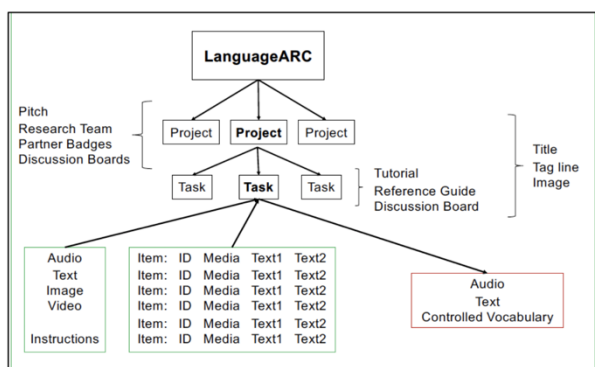 LanguageARC
Pitch
Research Team
Partner Badges
Discussion Boards
Project Project Project
Title
Tag line
Image
Task Task Task
Tutorial
Reference Guide
Discussion Board
Audio
Text
Image
Video
Instructions
Item: ID Media Text1 Text2
Item: ID Media Text1 Text2
Item: ID Media Text1 Text2
Item: ID Media Text1 Text2
Item: ID Media Text1 Text2
Item: ID Media Text1 Text2
Audio
Text
Controlled Vocabulary